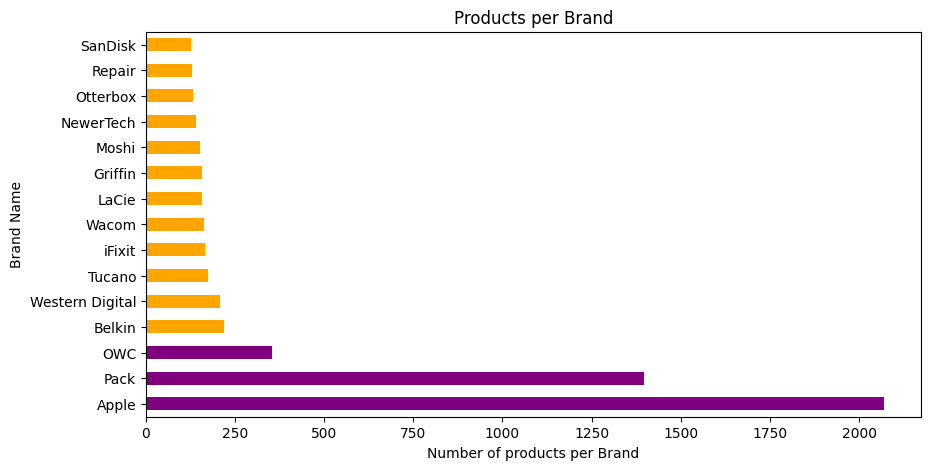 Products per Brand
Brand Name
SanDisk
Repair
Otterbox
NewerTech
Moshi
Griffin
LaCie
Wacom
iFixit
Tucano
Western Digital
Belkin
OWC
Pack
Apple
0 250 500 750 1000 1250 1500 1750 2000
Number of products per Brand